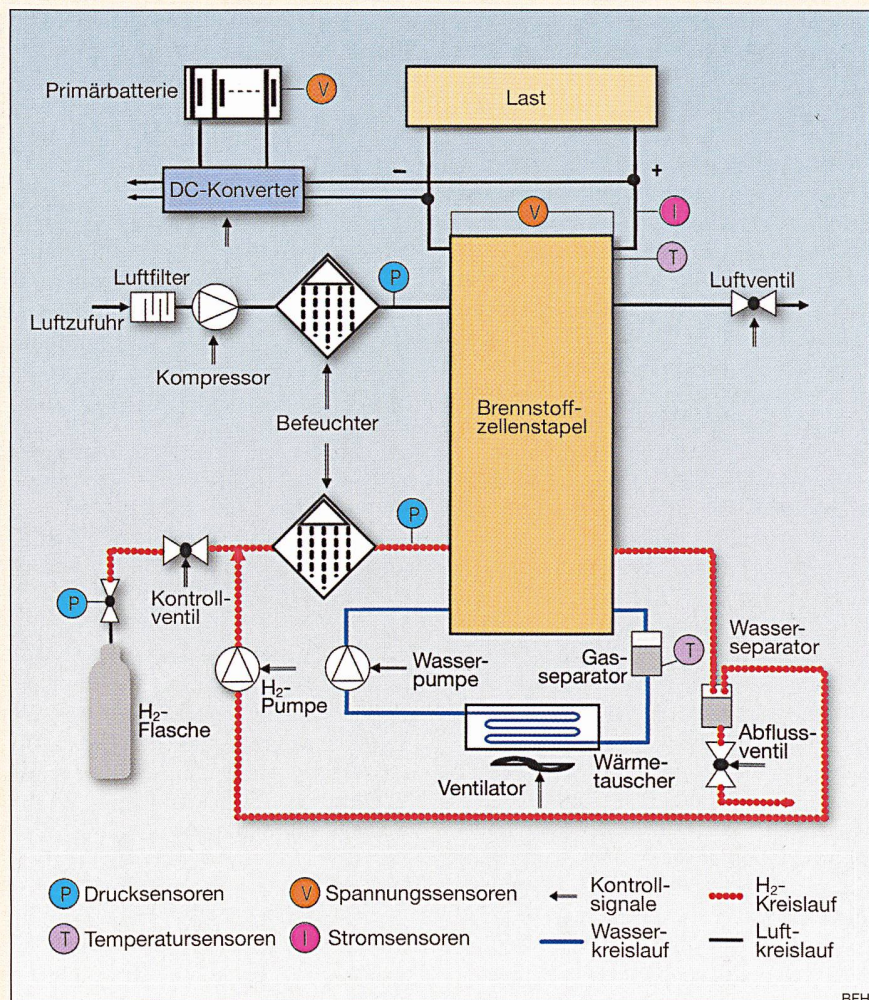 Primärbatterie
V
Last
DC-Konverter
–
+
V
I
T
Luftfilter
Luftzufuhr
P
Luftventil
Kompressor
Befeuchter
Brennstoff-
zellenstapel
P
P
Kontroll-
ventil
H₂-
Flasche
H₂-
Pumpe
Wasser-
pumpe
Gas-
separator
T
Wasser-
separator
Abfluss-
ventil
Ventilator
Wärme-
tauscher
P Drucksensoren
V Spannungssensoren
Kontroll-
signale
H₂-
Kreislauf
T Temperatursensoren
I Stromsensoren
Wasser-
kreislauf
Luft-
kreislauf
BFH